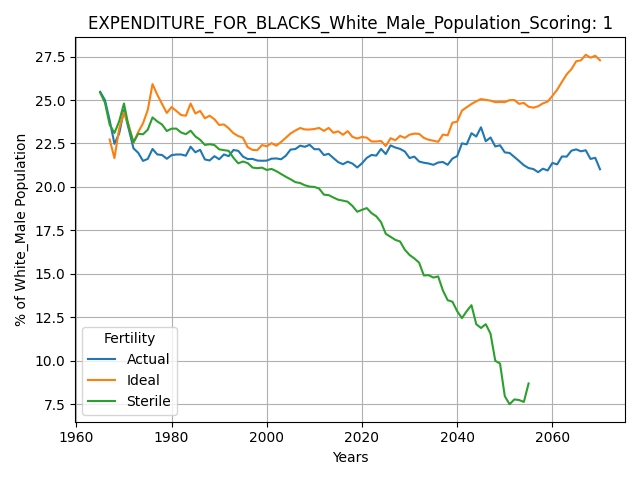 EXPENDITURE_FOR_BLACKS_White_Male_Population_Scoring: 1
% of White_Male Population
27.5
25.0
22.5
20.0
17.5
15.0
12.5
10.0
7.5
Fertility
Actual
Ideal
Sterile
1960 1980 2000 2020 2040 2060
Years